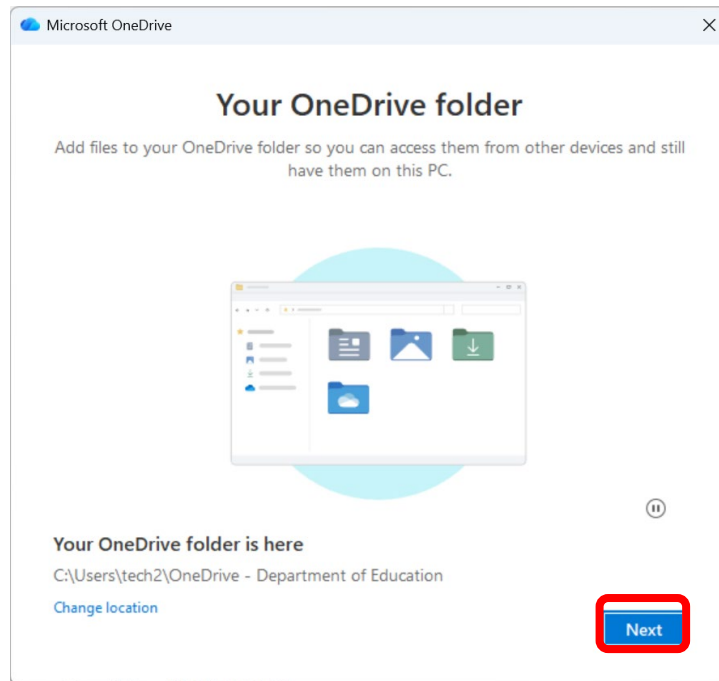 Microsoft OneDrive
Your OneDrive folder
Add files to your OneDrive folder so you can access them from other devices and still
have them on this PC.
Your OneDrive folder is here
C:\Users\tech2\OneDrive - Department of Education
Change location
Next